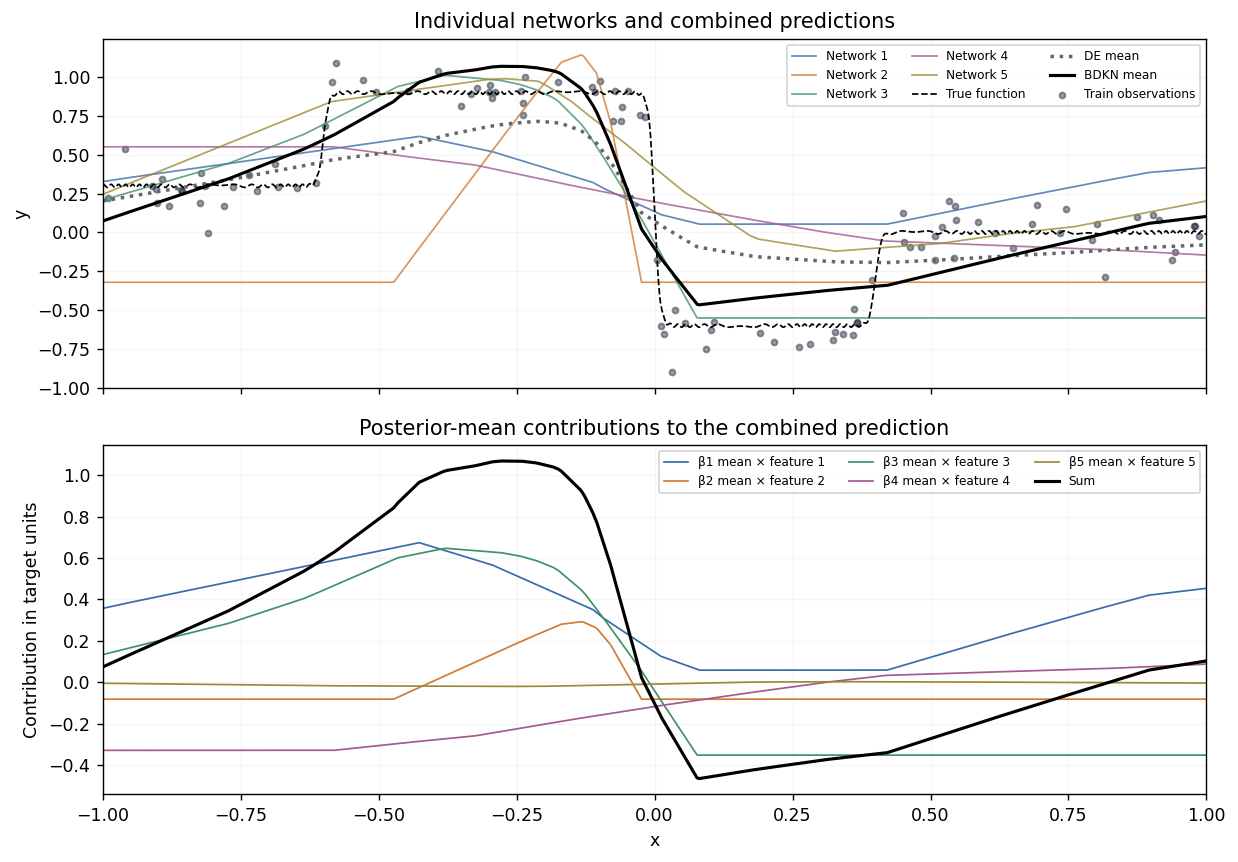 Individual networks and combined predictions
1.00
0.75
0.50
0.25
0.00
−0.25
−0.50
−0.75
−1.00
y
Network 1
Network 2
Network 3
Network 4
Network 5
True function
DE mean
BDKN mean
Train observations
Posterior-mean contributions to the combined prediction
1.0
0.8
0.6
0.4
0.2
0.0
−0.2
−0.4
Contribution in target units
β1 mean × feature 1
β2 mean × feature 2
β3 mean × feature 3
β4 mean × feature 4
β5 mean × feature 5
Sum
−1.00 −0.75 −0.50 −0.25 0.00 0.25 0.50 0.75 1.00
x